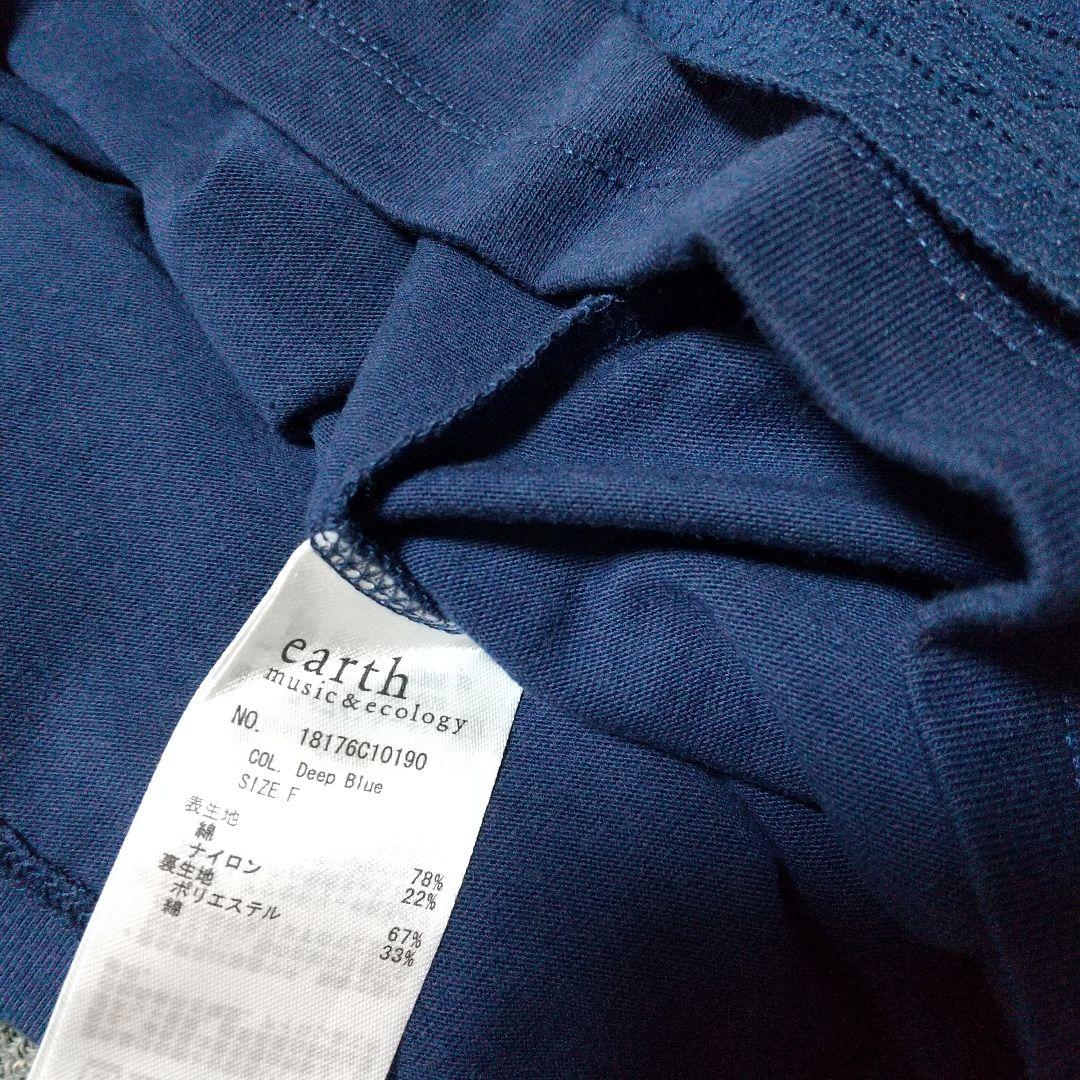 earth
music&ecology
NO. 18176C10190
COL. Deep Blue
SIZE F
表生地
綿 78%
ナイロン 22%
裏生地
ポリエステル 67%
綿 33%